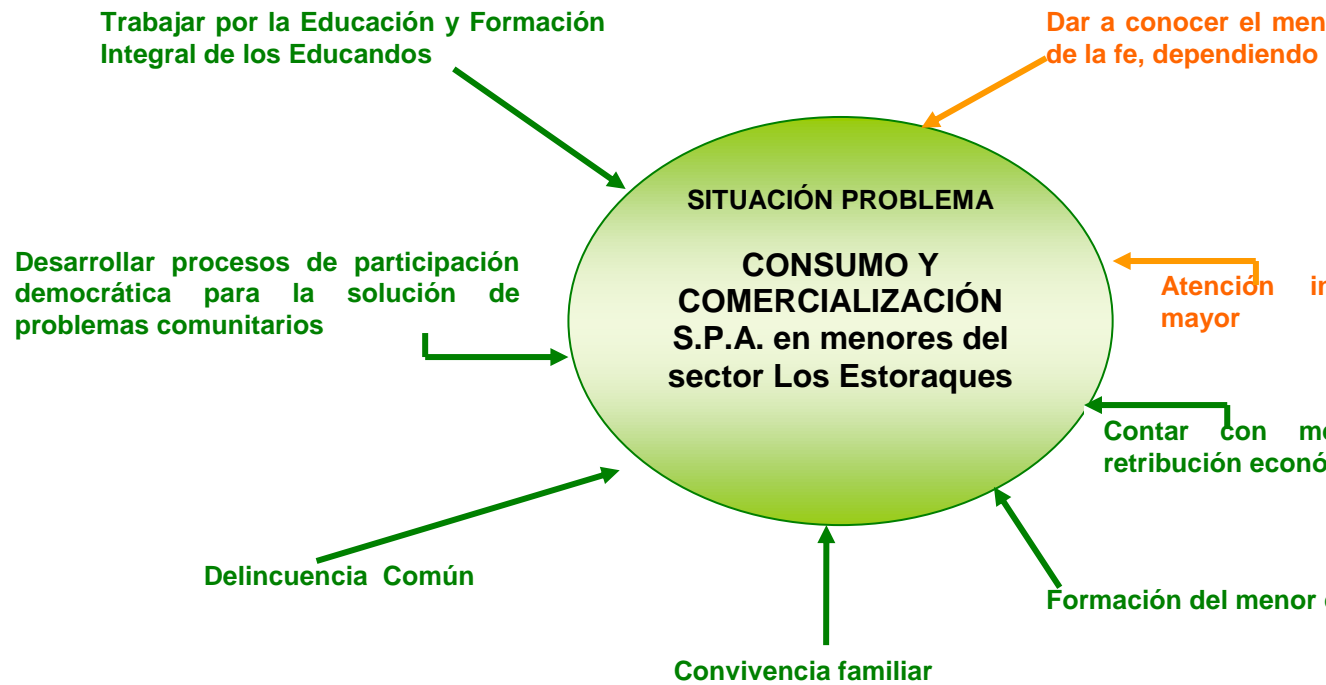 Trabajar por la Educación y Formación
Integral de los Educandos
Dar a conocer el men
de la fe, dependiendo
SITUACIÓN PROBLEMA
CONSUMO Y
COMERCIALIZACIÓN
S.P.A. en menores del
sector Los Estoraques
Desarrollar procesos de participación
democrática para la solución de
problemas comunitarios
Atención in
mayor
Contar con me
retribución econó
Delincuencia Común
Formación del menor
Convivencia familiar